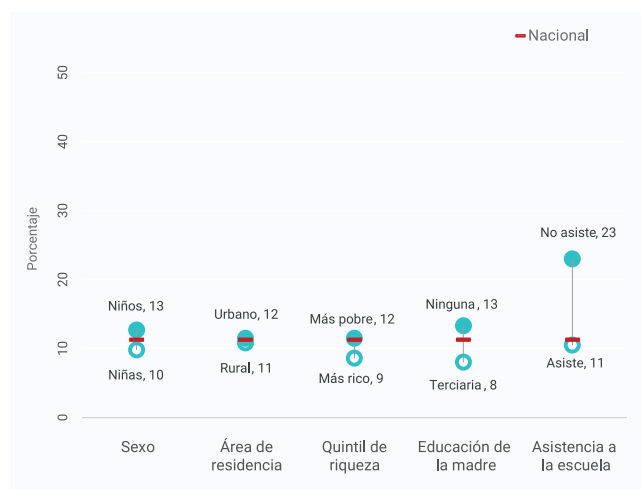 Nacional
50
40
30
20
10
0
Porcentaje
No asiste, 23
Niños, 13
Urbano, 12
Más pobre, 12
Ninguna, 13
Niñas, 10
Rural, 11
Más rico, 9
Terciaria, 8
Asiste, 11
Sexo
Área de
residencia
Quintil de
riqueza
Educación de
la madre
Asistencia a
la escuela